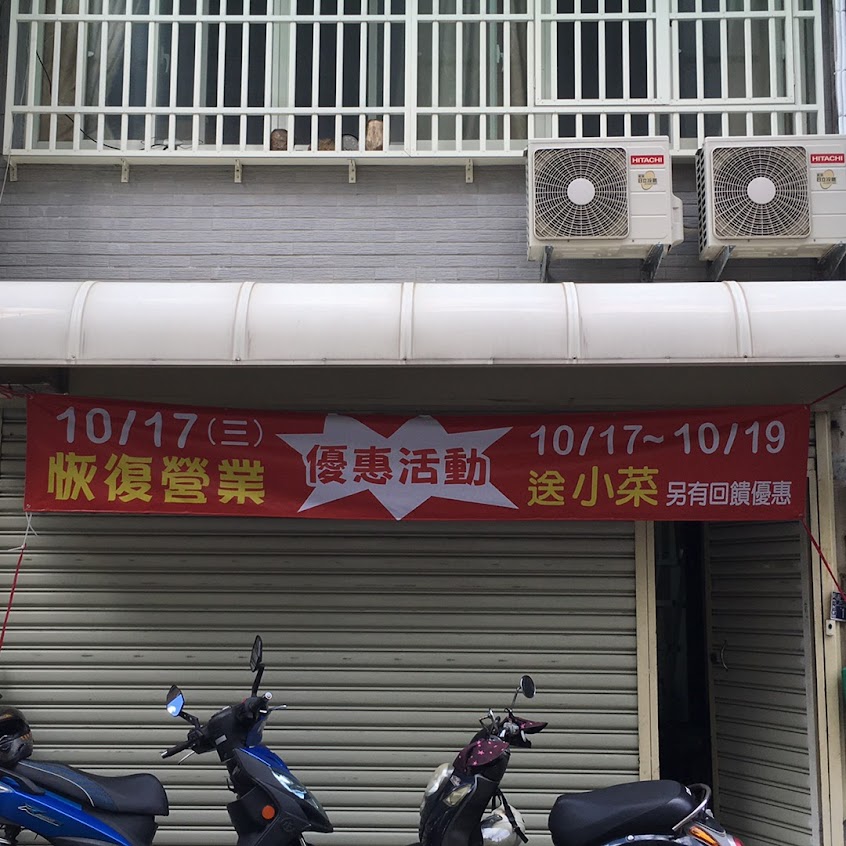 HITACHI
HITACHI
10/17(三)
恢復營業
優惠活動
10/17~10/19
送小菜 另有回饋優惠